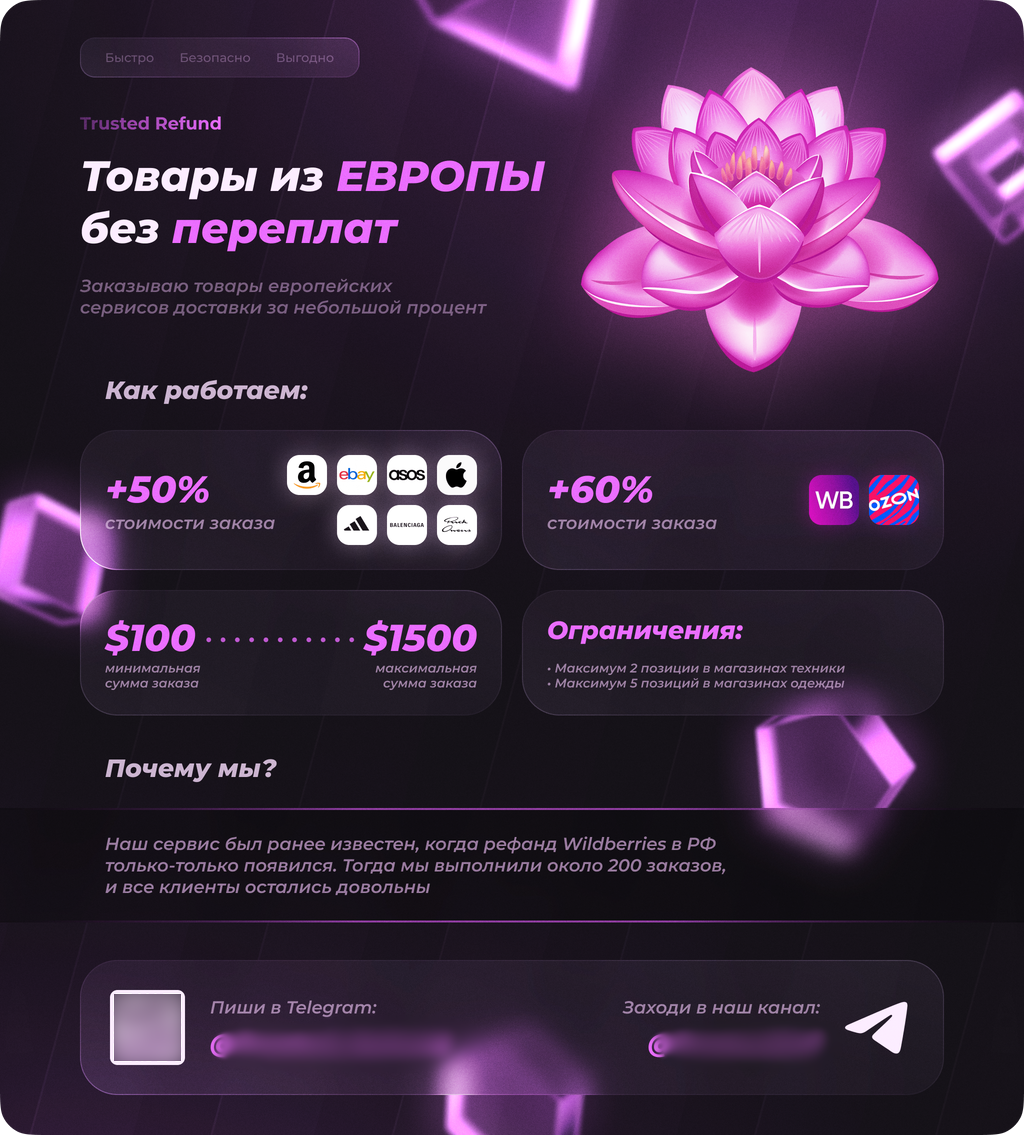 Быстро Безопасно Выгодно
Trusted Refund
Товары из ЕВРОПЫ
без переплат
Заказываю товары европейских
сервисов доставки за небольшой процент
Как работаем:
+50%
стоимости заказа
a ebay asos
BALENCIAGA Rick Owens
+60%
стоимости заказа
WB OZON
$100 $1500
минимальная максимальная
сумма заказа сумма заказа
Ограничения:
• Максимум 2 позиции в магазинах техники
• Максимум 5 позиций в магазинах одежды
Почему мы?
Наш сервис был ранее известен, когда рефанд Wildberries в РФ
только-только появился. Тогда мы выполнили около 200 заказов,
и все клиенты остались довольны
Пиши в Telegram: Заходи в наш канал:
@ @